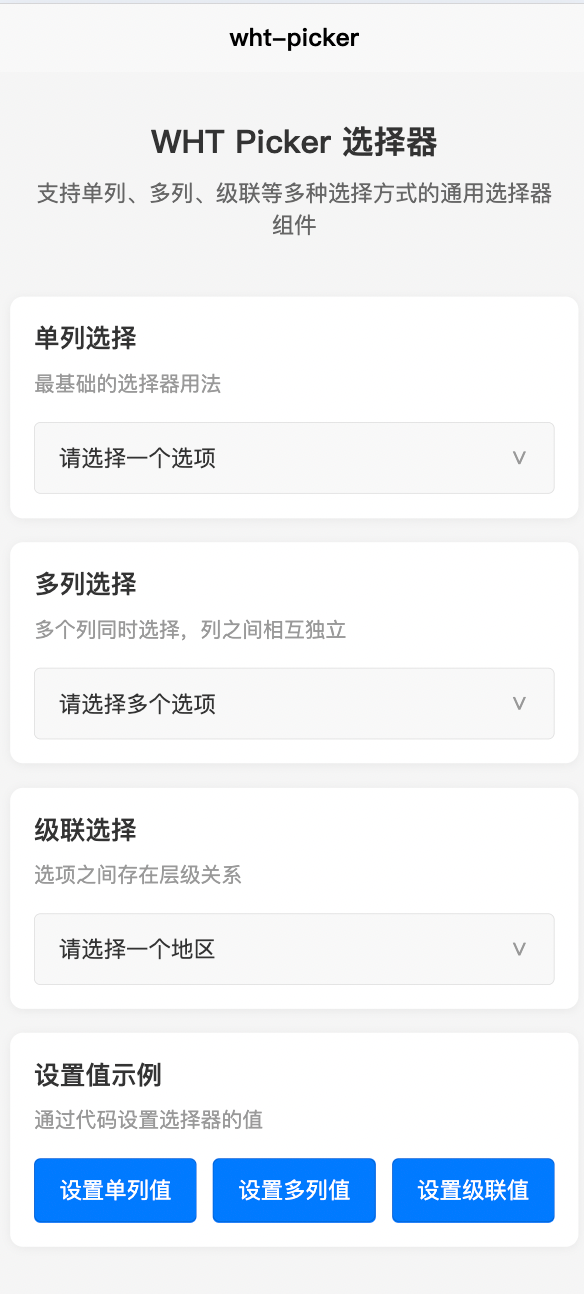 wht-picker
WHT Picker 选择器
支持单列、多列、级联等多种选择方式的通用选择器
组件
单列选择
最基础的选择器用法
请选择一个选项
多列选择
多个列同时选择，列之间相互独立
请选择多个选项
级联选择
选项之间存在层级关系
请选择一个地区
设置值示例
通过代码设置选择器的值
设置单列值 设置多列值 设置级联值